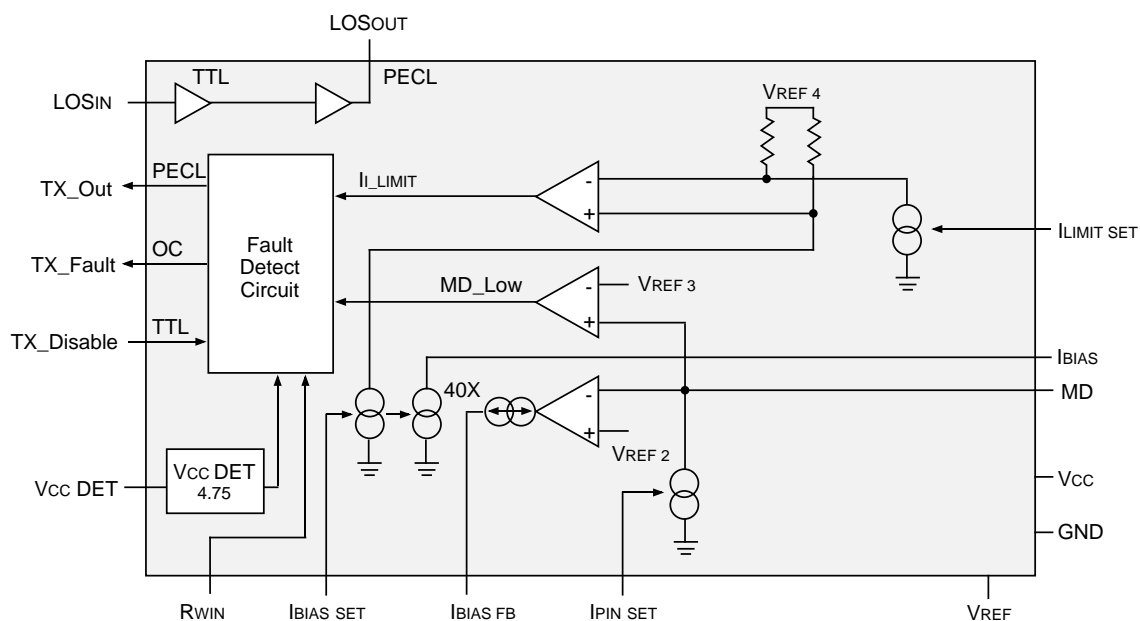 LOSOUT
TTL
PECL
LOSIN
VREF 4
PECL
TX_Out
II_LIMIT
-
+
ILIMIT SET
OC
TX_Fault
Fault
Detect
Circuit
MD_Low
-
VREF 3
+
TTL
TX_Disable
IBIAS
40X
-
MD
+
VREF 2
VCC DET
VCC DET
4.75
VCC
GND
RWIN
IBIAS SET
IBIAS FB
IPIN SET
VREF